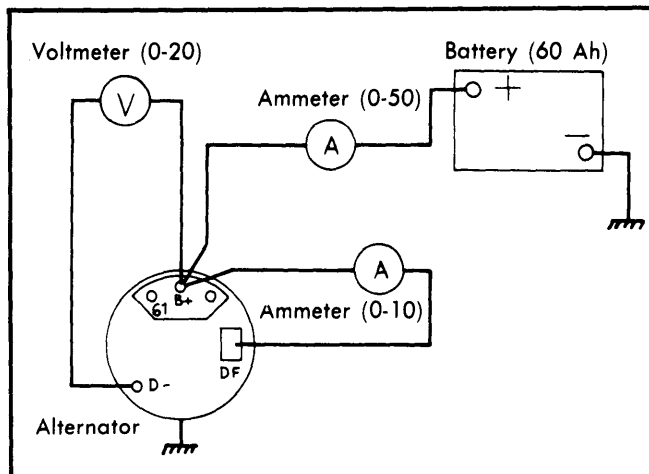 Voltmeter (0-20)
Battery (60 Ah)
V
Ammeter (0-50)
+
A
−
A
61
B+
Ammeter (0-10)
DF
D-
Alternator